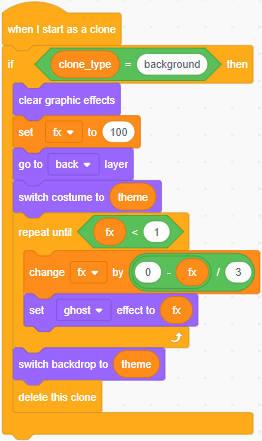 when I start as a clone
if clone_type = background then
clear graphic effects
set fx to 100
go to back layer
switch costume to theme
repeat until fx < 1
change fx by 0 - fx / 3
set ghost effect to fx
switch backdrop to theme
delete this clone